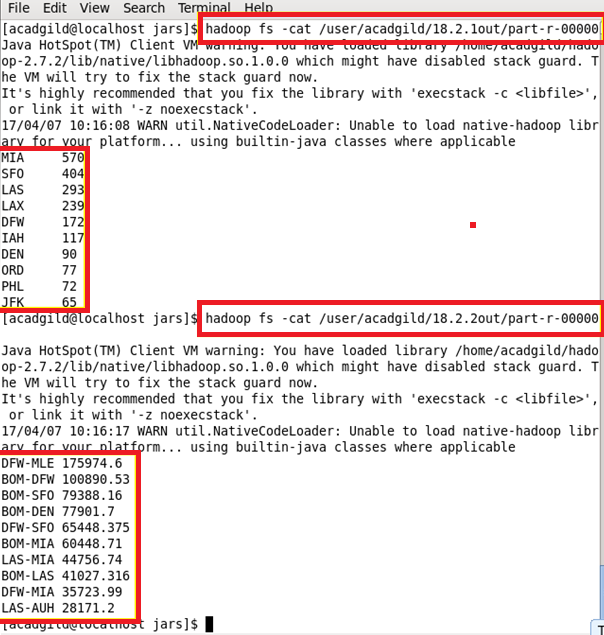 File Edit View Search Terminal Help
[acadgild@localhost jars]$ hadoop fs -cat /user/acadgild/18.2.1out/part-r-00000
Java HotSpot(TM) Client VM warning: You have loaded library /home/acadgild/hado
op-2.7.2/lib/native/libhadoop.so.1.0.0 which might have disabled stack guard. T
he VM will try to fix the stack guard now.
It's highly recommended that you fix the library with 'execstack -c <libfile>',
 or link it with '-z noexecstack'.
17/04/07 10:16:08 WARN util.NativeCodeLoader: Unable to load native-hadoop libr
ary for your platform... using builtin-java classes where applicable
MIA 570
SFO 404
LAS 293
LAX 239
DFW 172
IAH 117
DEN 90
ORD 77
PHL 72
JFK 65
[acadgild@localhost jars]$ hadoop fs -cat /user/acadgild/18.2.2out/part-r-00000
Java HotSpot(TM) Client VM warning: You have loaded library /home/acadgild/hado
op-2.7.2/lib/native/libhadoop.so.1.0.0 which might have disabled stack guard. T
he VM will try to fix the stack guard now.
It's highly recommended that you fix the library with 'execstack -c <libfile>',
 or link it with '-z noexecstack'.
17/04/07 10:16:17 WARN util.NativeCodeLoader: Unable to load native-hadoop libr
ary for your platform... using builtin-java classes where applicable
DFW-MLE 175974.6
BOM-DFW 100890.53
BOM-SFO 79388.16
BOM-DEN 77901.7
DFW-SFO 65448.375
BOM-MIA 60448.71
LAS-MIA 44756.74
BOM-LAS 41027.316
DFW-MIA 35723.99
LAS-AUH 28171.2
[acadgild@localhost jars]$